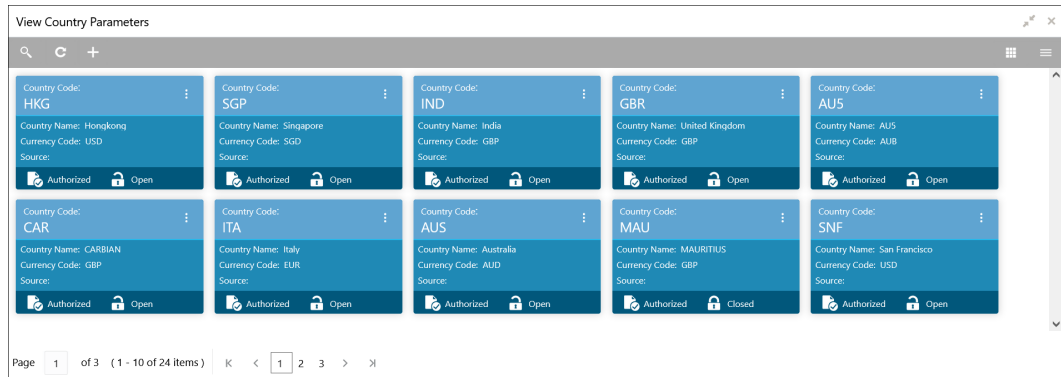 View Country Parameters
Country Code:
HKG
Country Name: Hongkong
Currency Code: USD
Source:
Authorized Open
Country Code:
SGP
Country Name: Singapore
Currency Code: SGD
Source:
Authorized Open
Country Code:
IND
Country Name: India
Currency Code: GBP
Source:
Authorized Open
Country Code:
GBR
Country Name: United Kingdom
Currency Code: GBP
Source:
Authorized Open
Country Code:
AU5
Country Name: AU5
Currency Code: AUB
Source:
Authorized Open
Country Code:
CAR
Country Name: CARBIAN
Currency Code: GBP
Source:
Authorized Open
Country Code:
ITA
Country Name: Italy
Currency Code: EUR
Source:
Authorized Open
Country Code:
AUS
Country Name: Australia
Currency Code: AUD
Source:
Authorized Open
Country Code:
MAU
Country Name: MAURITIUS
Currency Code: GBP
Source:
Authorized Closed
Country Code:
SNF
Country Name: San Francisco
Currency Code: USD
Source:
Authorized Open
Page 1 of 3 ( 1 - 10 of 24 items ) 1 2 3